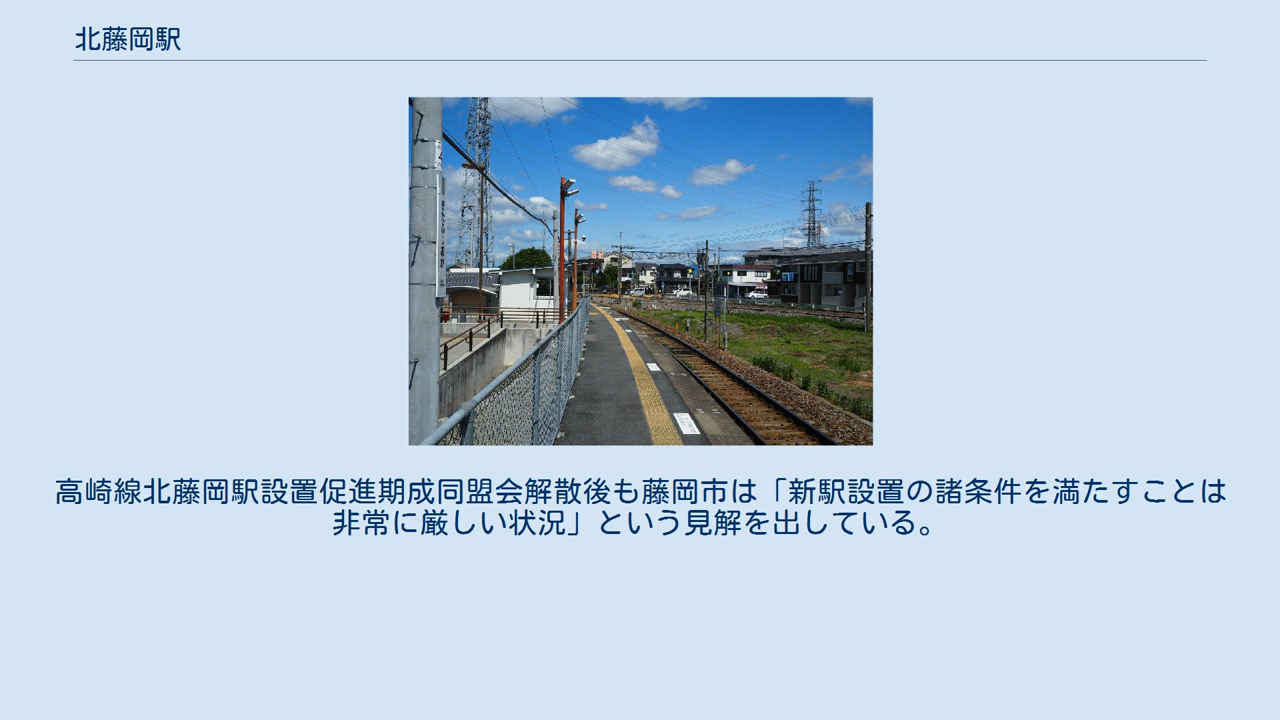 北藤岡駅
高崎線北藤岡駅設置促進期成同盟会解散後も藤岡市は「新駅設置の諸条件を満たすことは
非常に厳しい状況」という見解を出している。